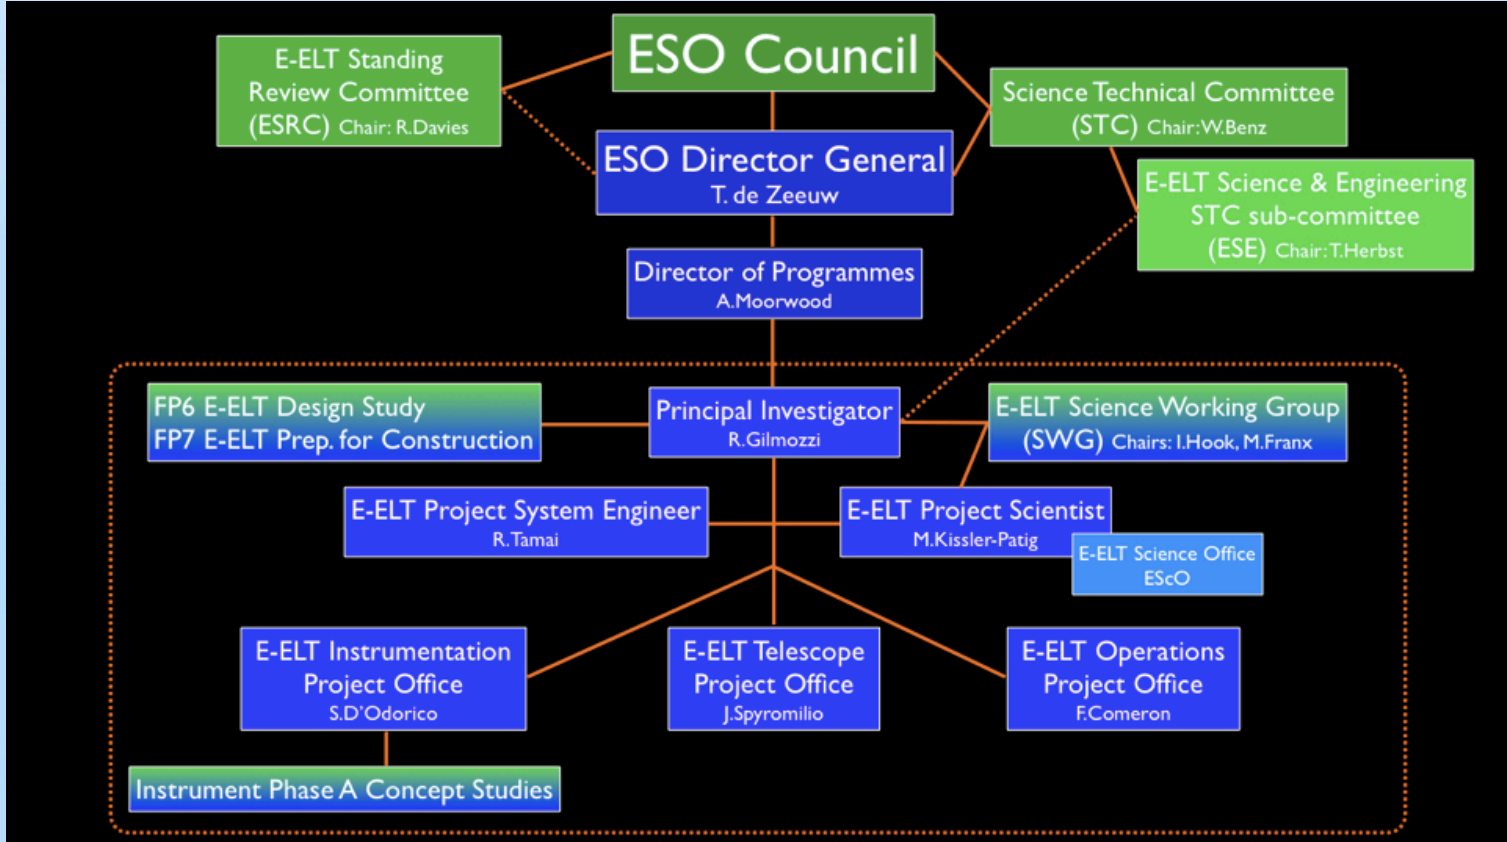 E-ELT Standing
Review Committee
(ESRC) Chair: R.Davies
ESO Council
Science Technical Committee
(STC) Chair:W.Benz
ESO Director General
T. de Zeeuw
E-ELT Science & Engineering
STC sub-committee
(ESE) Chair:T.Herbst
Director of Programmes
A.Moorwood
FP6 E-ELT Design Study
FP7 E-ELT Prep. for Construction
Principal Investigator
R.Gilmozzi
E-ELT Science Working Group
(SWG) Chairs: I.Hook, M.Franx
E-ELT Project System Engineer
R.Tamai
E-ELT Project Scientist
M.Kissler-Patig
E-ELT Science Office
EScO
E-ELT Instrumentation
Project Office
S.D'Odorico
E-ELT Telescope
Project Office
J.Spyromilio
E-ELT Operations
Project Office
F.Comeron
Instrument Phase A Concept Studies